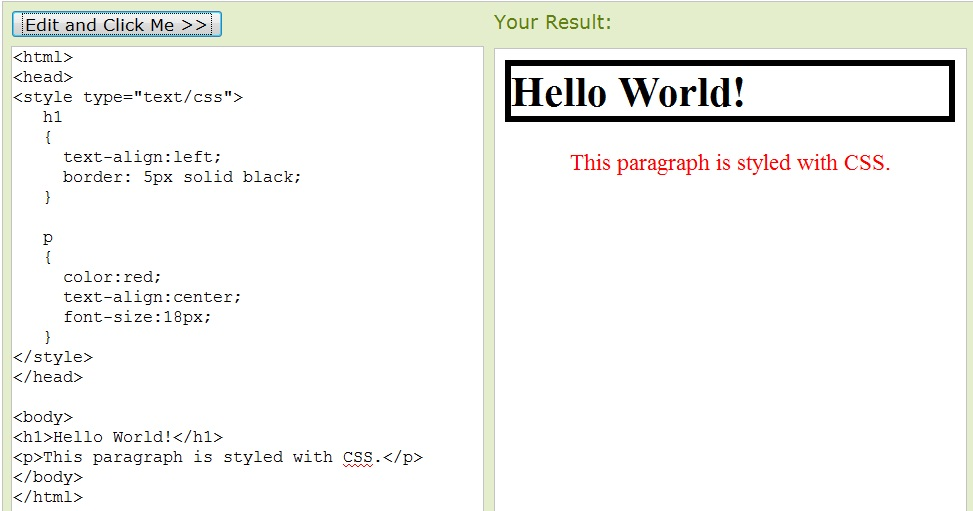 Edit and Click Me >>
<html>
<head>
<style type="text/css">
   h1
   {
     text-align:left;
     border: 5px solid black;
   }

   p
   {
     color:red;
     text-align:center;
     font-size:18px;
   }
</style>
</head>

<body>
<h1>Hello World!</h1>
<p>This paragraph is styled with CSS.</p>
</body>
</html>
Your Result:
Hello World!
This paragraph is styled with CSS.